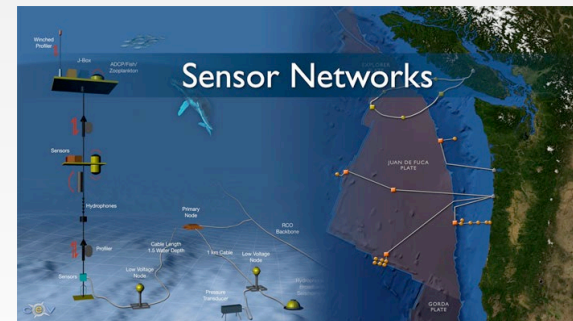 Sensor Networks
Winched
Profiler
J-Box
ADCP/Fish/
Zooplankton
Sensors
Hydrophones
Profiler
Sensors
Low Voltage
Node
Cable Length
1.5 Water Depth
Primary
Node
1 km Cable
Low Voltage
Node
Pressure
Transducer
RCO
Backbone
EXPLORER
JUAN DE FUCA
PLATE
GORDA
PLATE